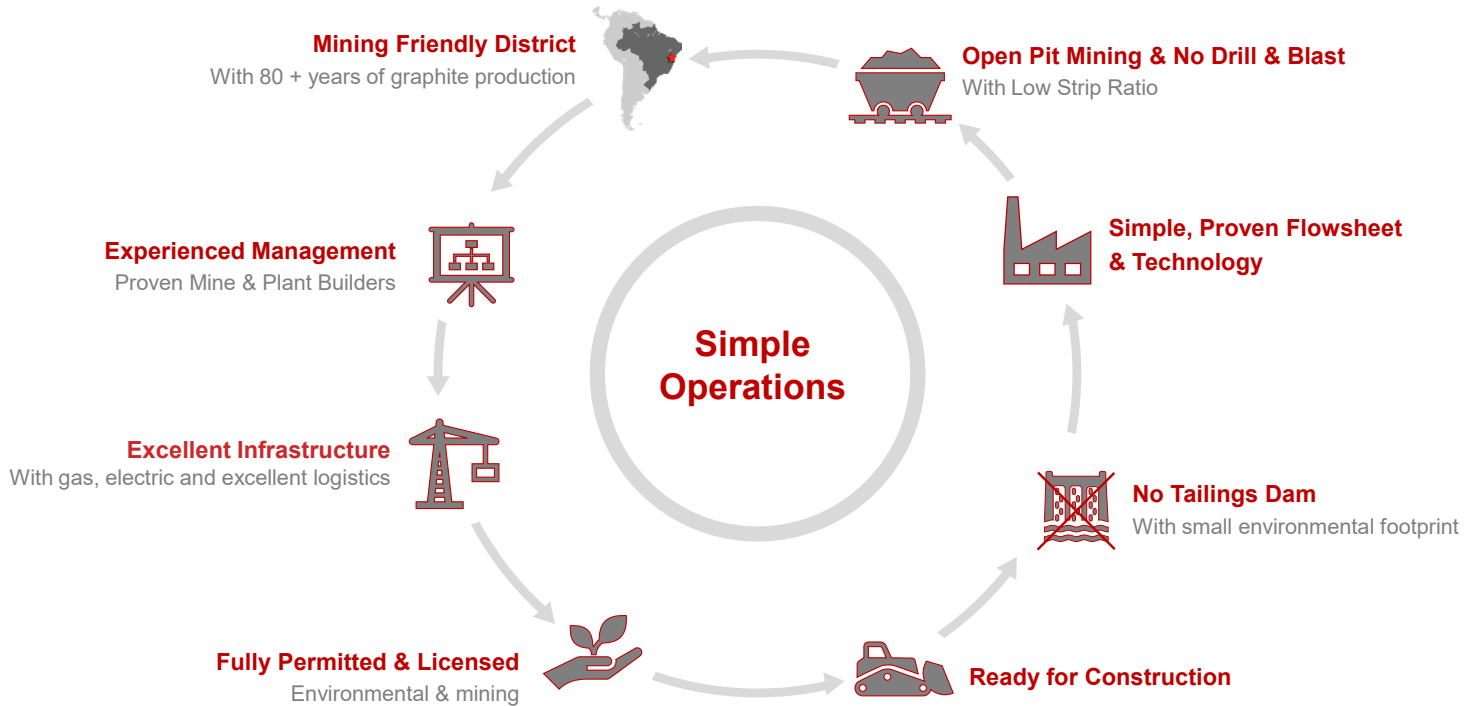 Mining Friendly District
With 80 + years of graphite production
Open Pit Mining & No Drill & Blast
With Low Strip Ratio
Experienced Management
Proven Mine & Plant Builders
Simple, Proven Flowsheet
& Technology
Simple
Operations
Excellent Infrastructure
With gas, electric and excellent logistics
No Tailings Dam
With small environmental footprint
Fully Permitted & Licensed
Environmental & mining
Ready for Construction